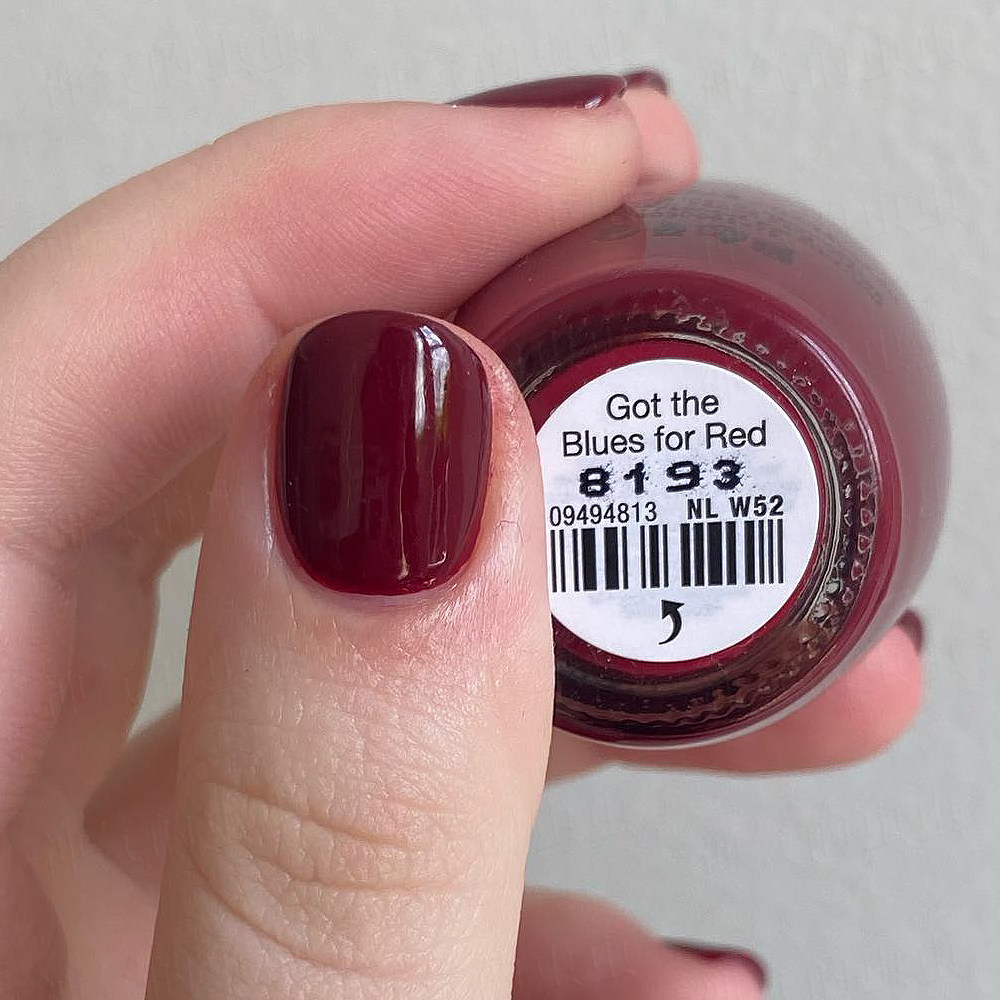 Got the
Blues for Red
8193
09494813 NL W52